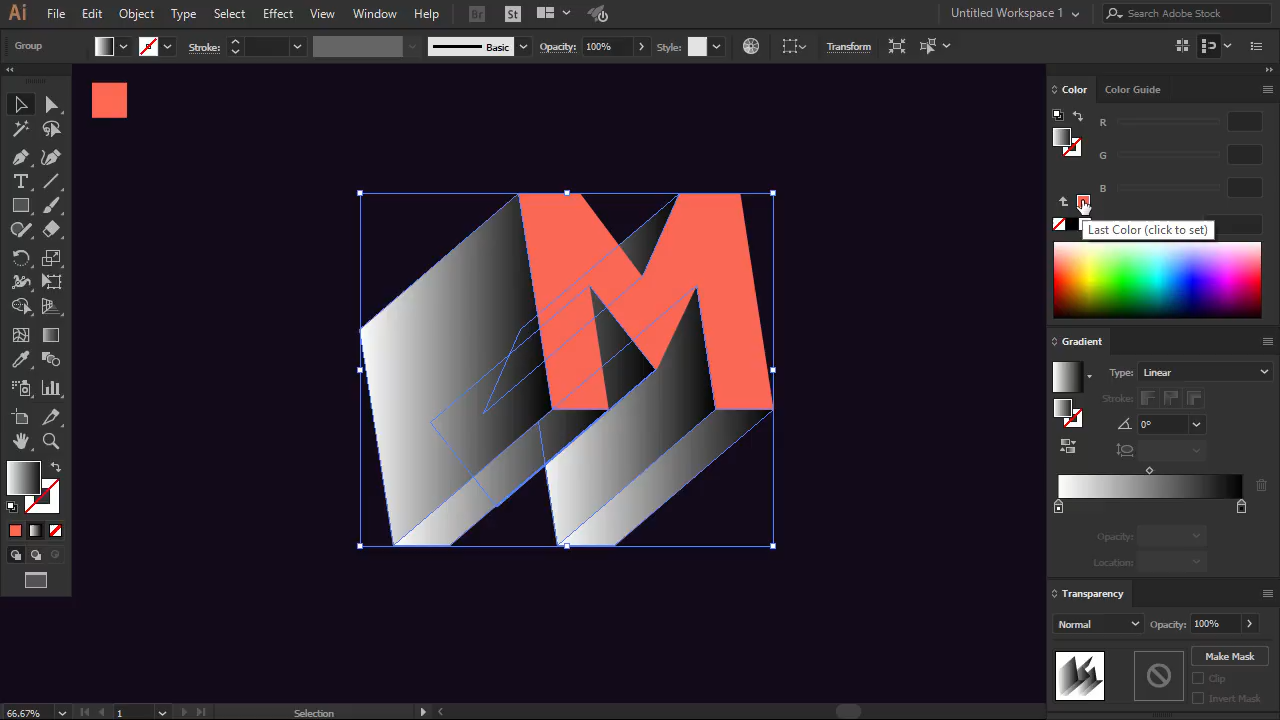 Ai File Edit Object Type Select Effect View Window Help Br St Untitled Workspace 1 Search Adobe Stock
Group Stroke: Basic Opacity: 100% Style: Transform
Color Color Guide
R
G
B
Last Color (click to set)
Gradient
Type: Linear
Stroke:
0°
Opacity:
Location:
Transparency
Normal Opacity: 100%
Make Mask
Clip
Invert Mask
66.67% 1 Selection
M